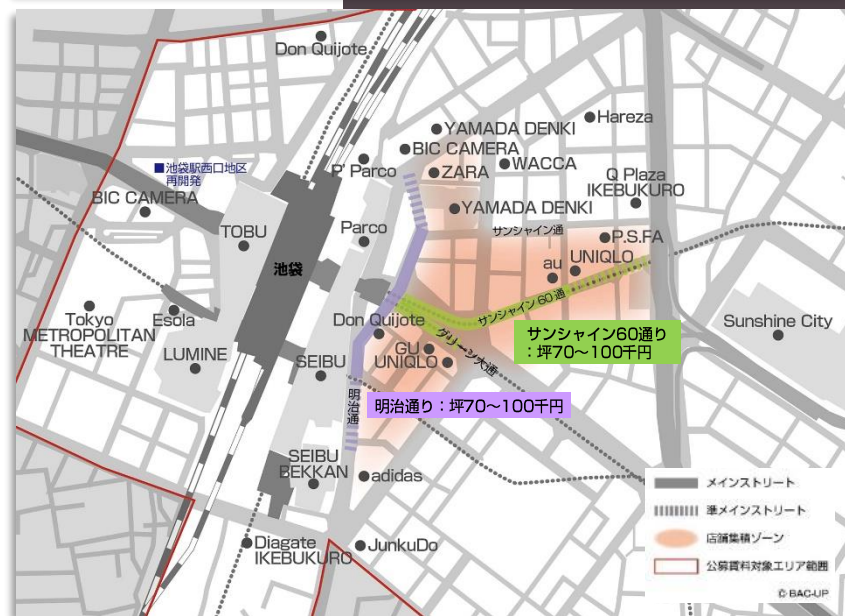 Don Quijote
YAMADA DENKI
Hareza
BIC CAMERA
WACCA
P' Parco
ZARA
■池袋駅西口地区
再開発
Q Plaza
IKEBUKURO
BIC CAMERA
YAMADA DENKI
TOBU
Parco
サンシャイン通
P.S.FA
UNIQLO
au
池袋
サンシャイン60通
Tokyo
METROPOLITAN
THEATRE
Esola
Don Quijote
グリーン大通
サンシャイン60通り
:坪70~100千円
Sunshine City
LUMINE
SEIBU
GU
UNIQLO
明治通
明治通り:坪70~100千円
SEIBU
BEKKAN
adidas
Diagate
IKEBUKURO
JunkuDo
メインストリート
準メインストリート
店舗集積ゾーン
公募賃料対象エリア範囲
© BAC-UP